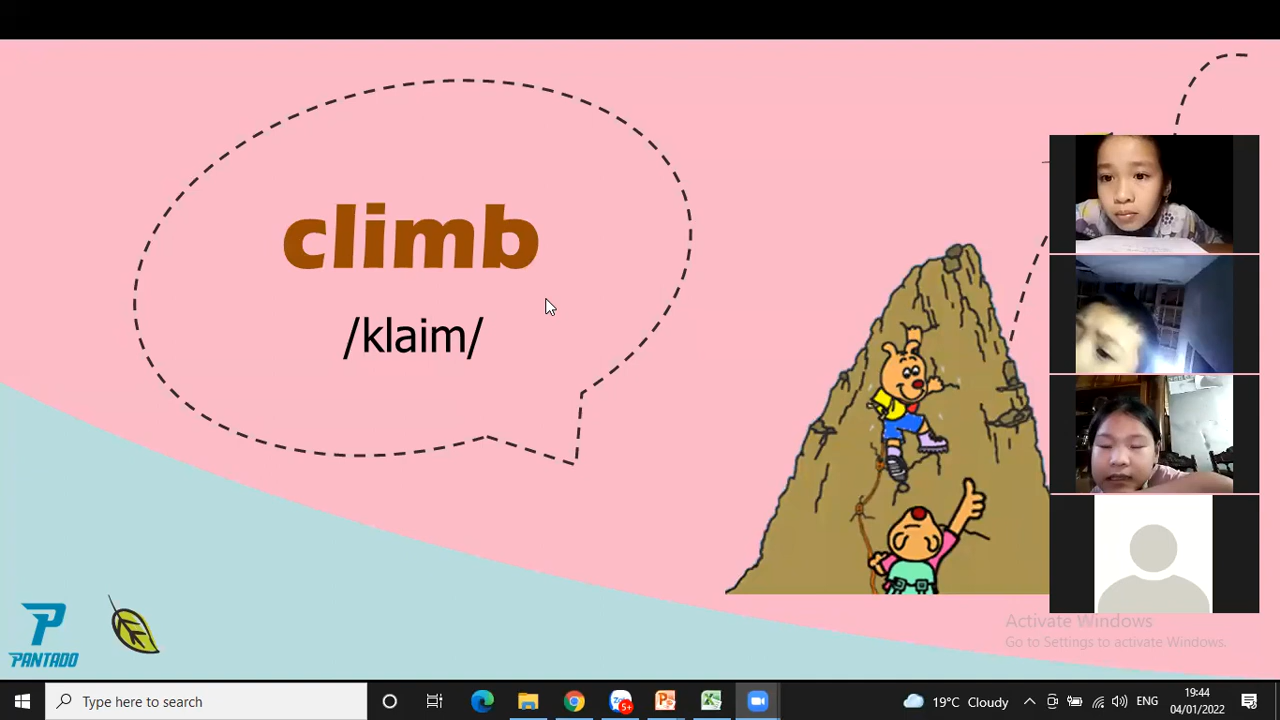 climb
/klaim/
PANTADO
Activate Windows
Go to Settings to activate Windows.
Type here to search
5+
19°C Cloudy
ENG
19:44
04/01/2022